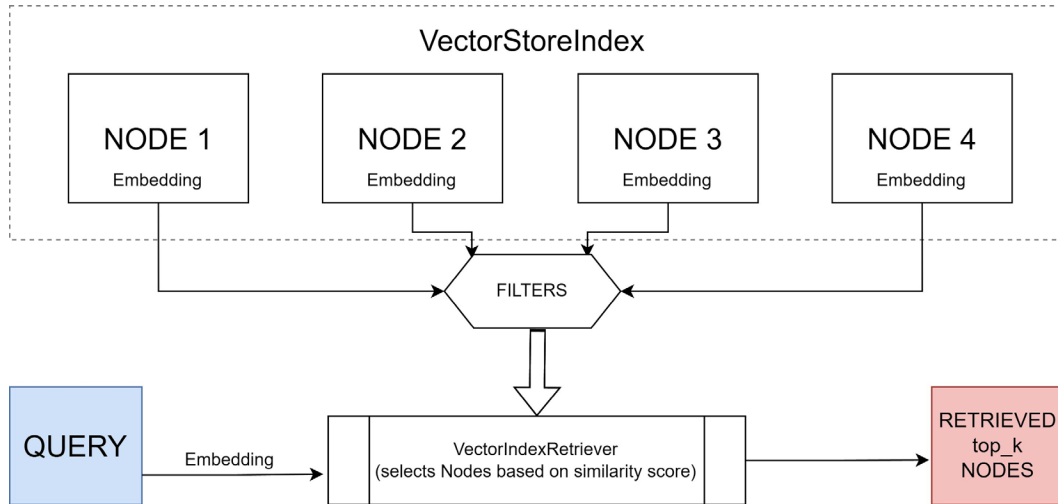 VectorStoreIndex
NODE 1
Embedding
NODE 2
Embedding
NODE 3
Embedding
NODE 4
Embedding
FILTERS
QUERY
Embedding
VectorIndexRetriever
(selects Nodes based on similarity score)
RETRIEVED
top_k
NODES